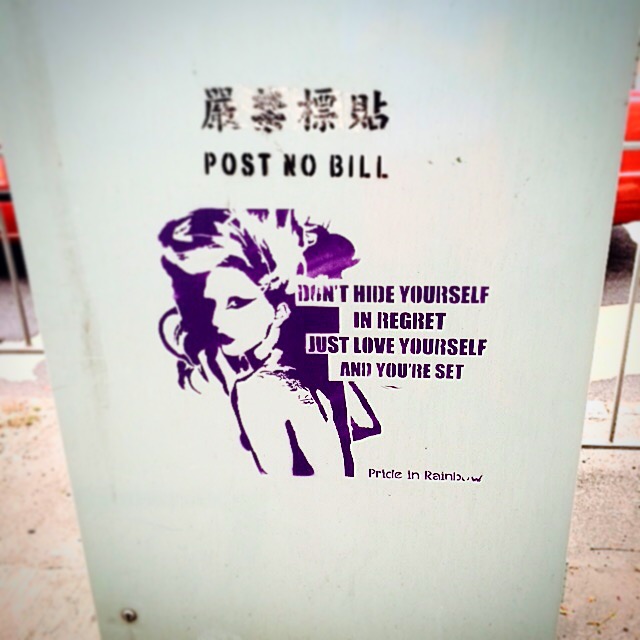 嚴禁標貼
POST NO BILL
DON'T HIDE YOURSELF
IN REGRET
JUST LOVE YOURSELF
AND YOU'RE SET
Pride in Rainbow